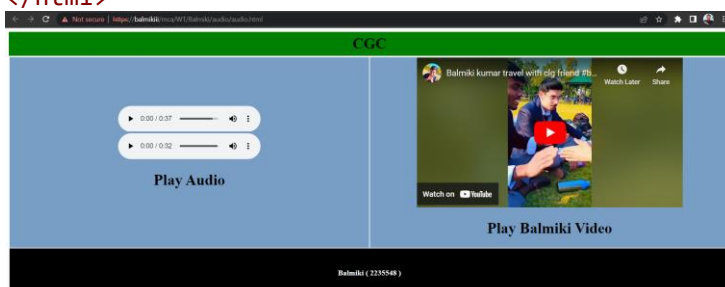 </html>
Not secure | https://balmikiii/mca/WT/Balmiki/audio/audio.html
CGC
0:00 / 0:37
0:00 / 0:32
Play Audio
Balmiki kumar travel with clg friend #b...
Watch Later
Share
Watch on YouTube
Play Balmiki Video
Balmiki ( 2235548 )